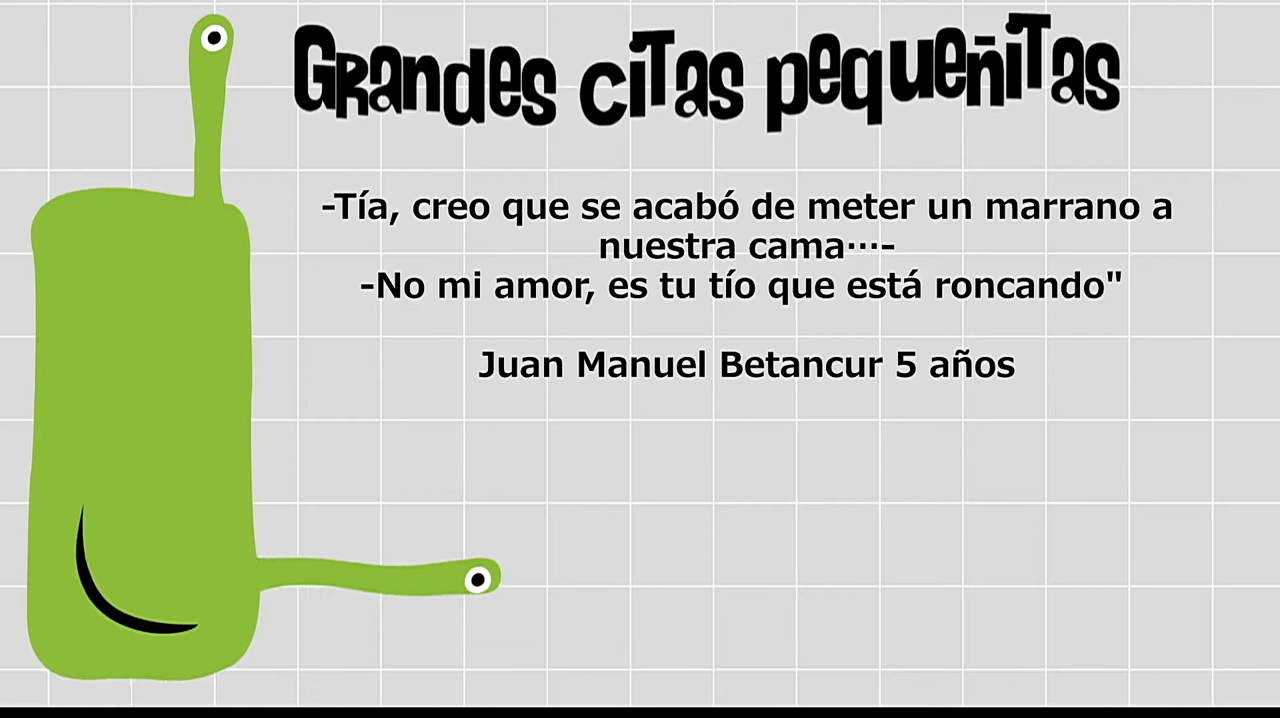 Grandes citas pequeñitas
-Tía, creo que se acabó de meter un marrano a
nuestra cama⋯-
-No mi amor, es tu tío que está roncando"
Juan Manuel Betancur 5 años